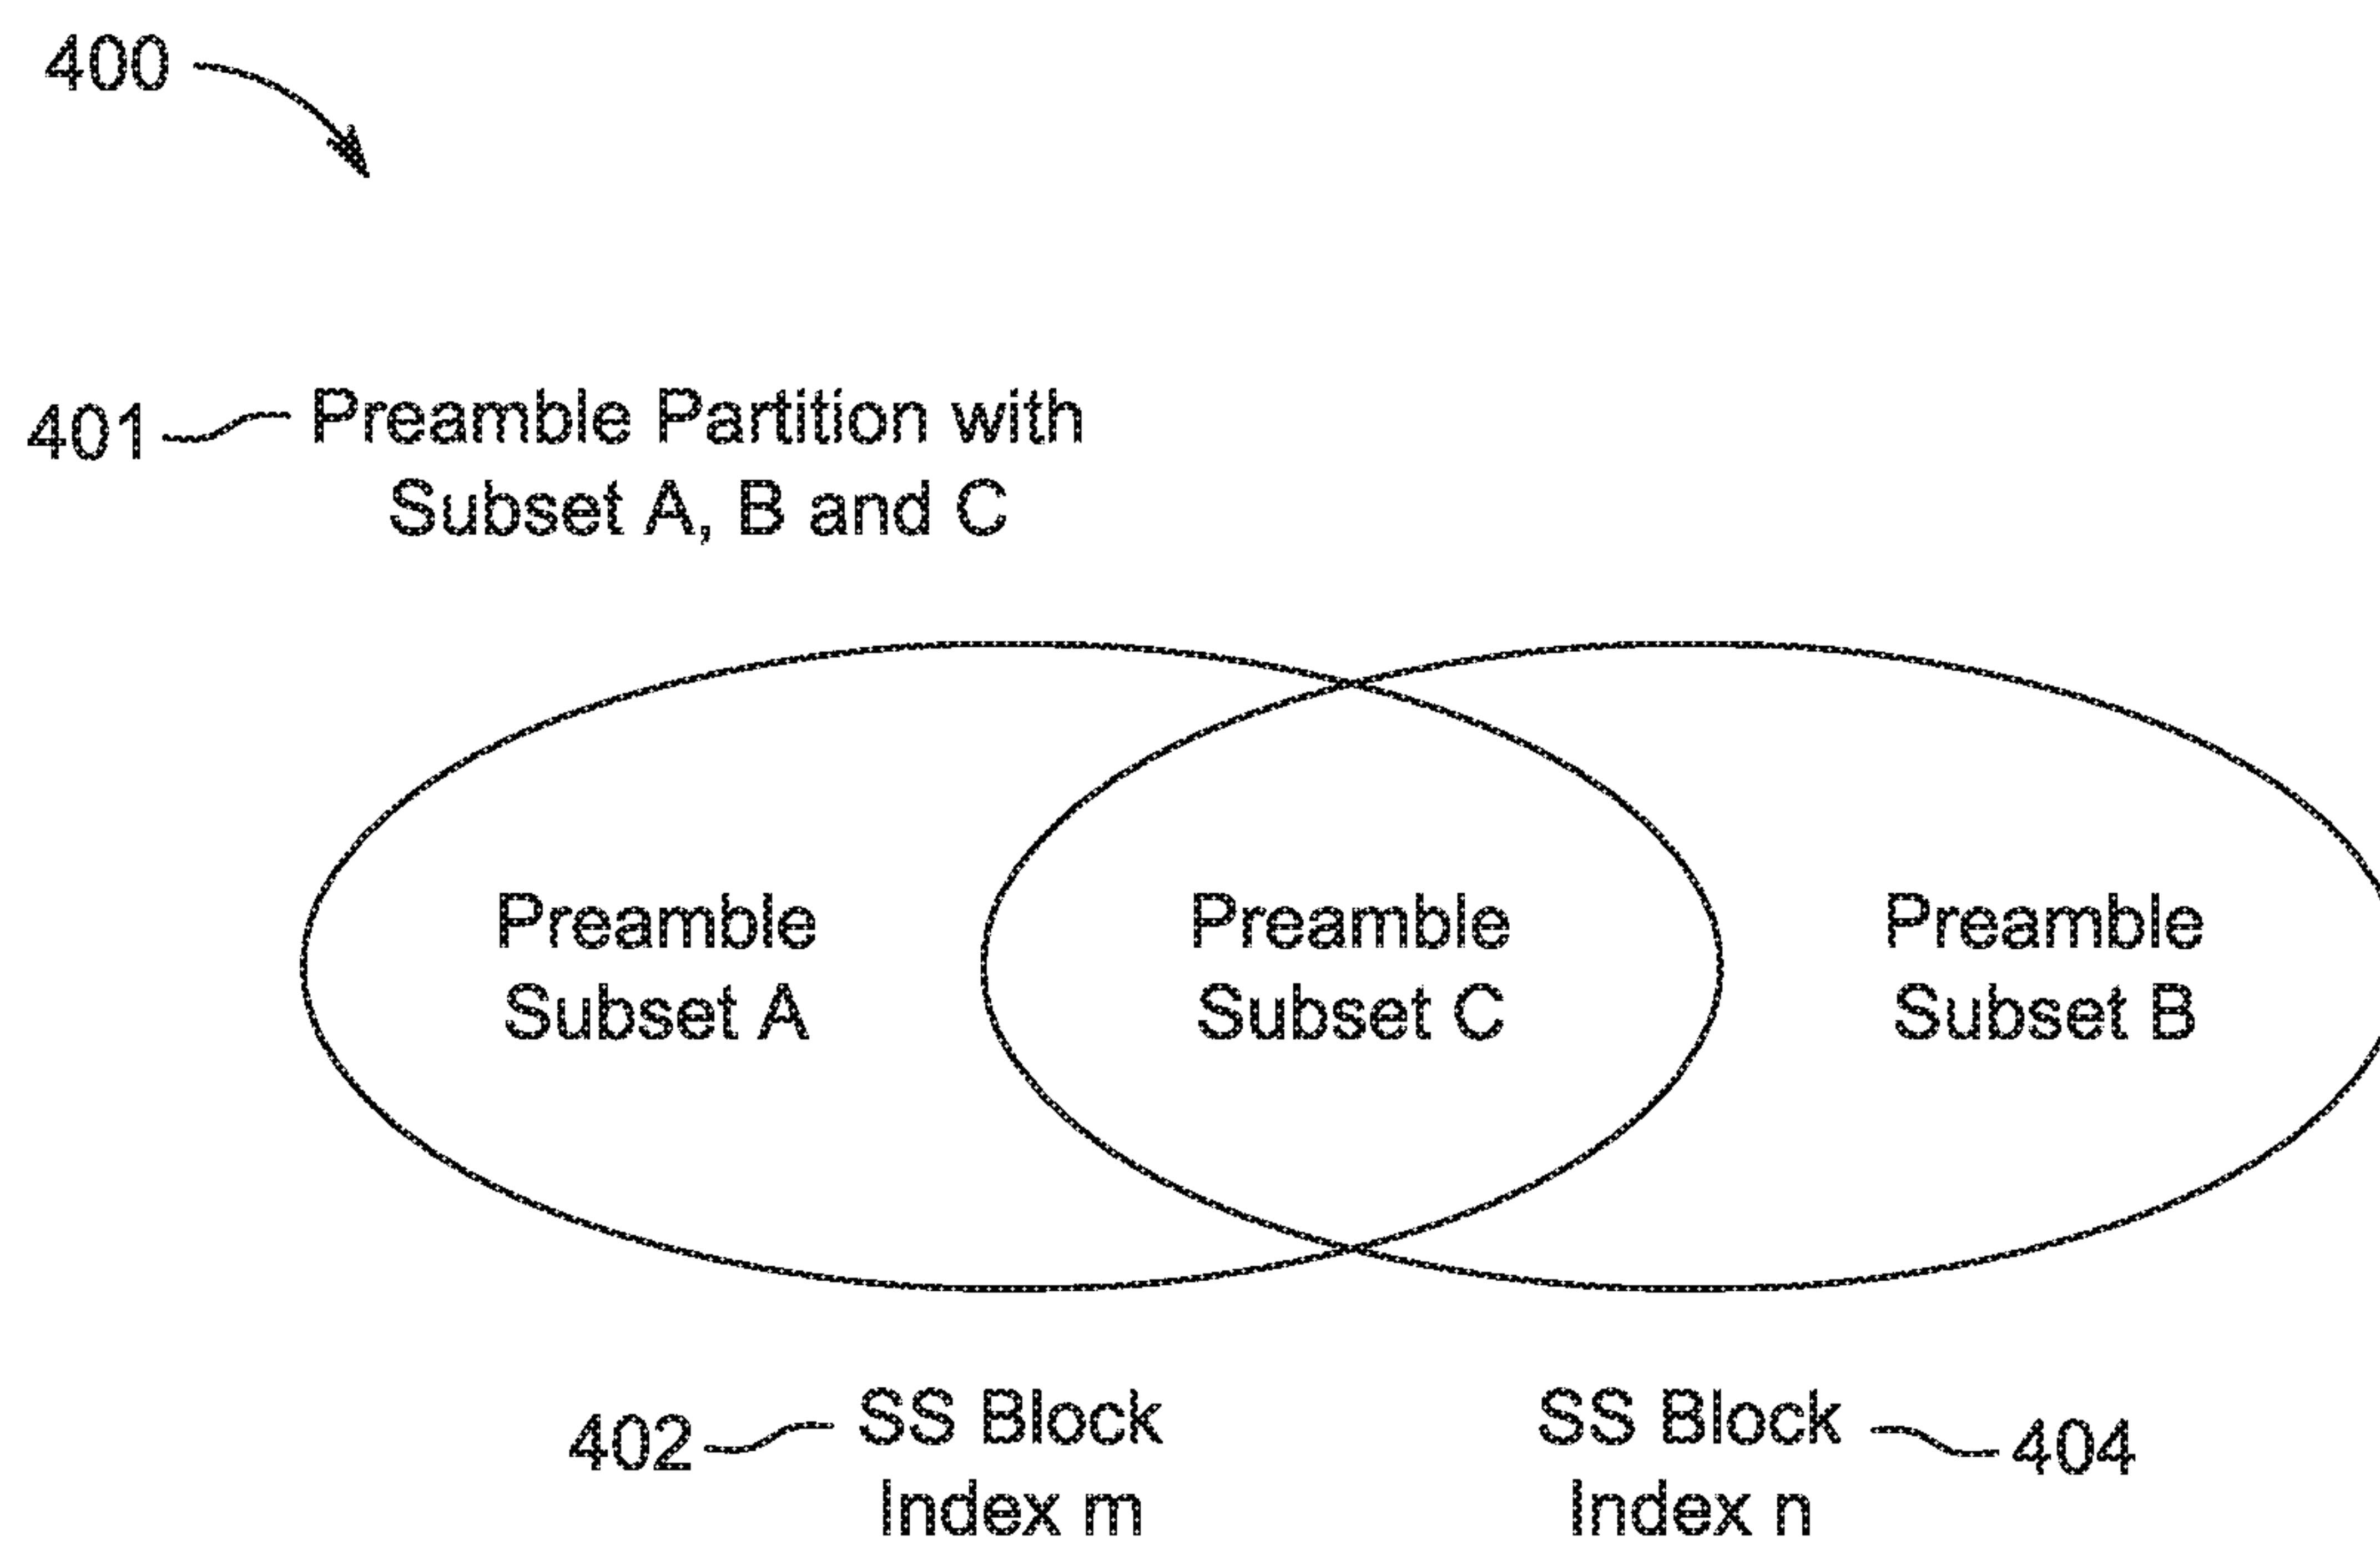 400
401 Preamble Partition with
Subset A, B and C
Preamble Preamble Preamble
Subset A Subset C Subset B
402 SS Block SS Block 404
Index m Index n